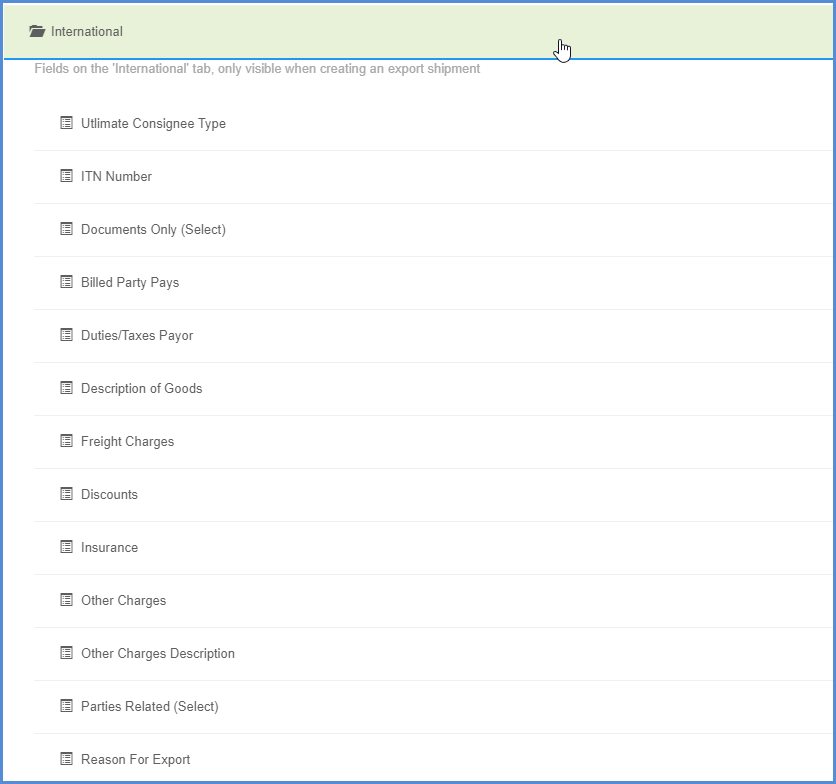 International
Fields on the 'International' tab, only visible when creating an export shipment
Utlimate Consignee Type
ITN Number
Documents Only (Select)
Billed Party Pays
Duties/Taxes Payor
Description of Goods
Freight Charges
Discounts
Insurance
Other Charges
Other Charges Description
Parties Related (Select)
Reason For Export